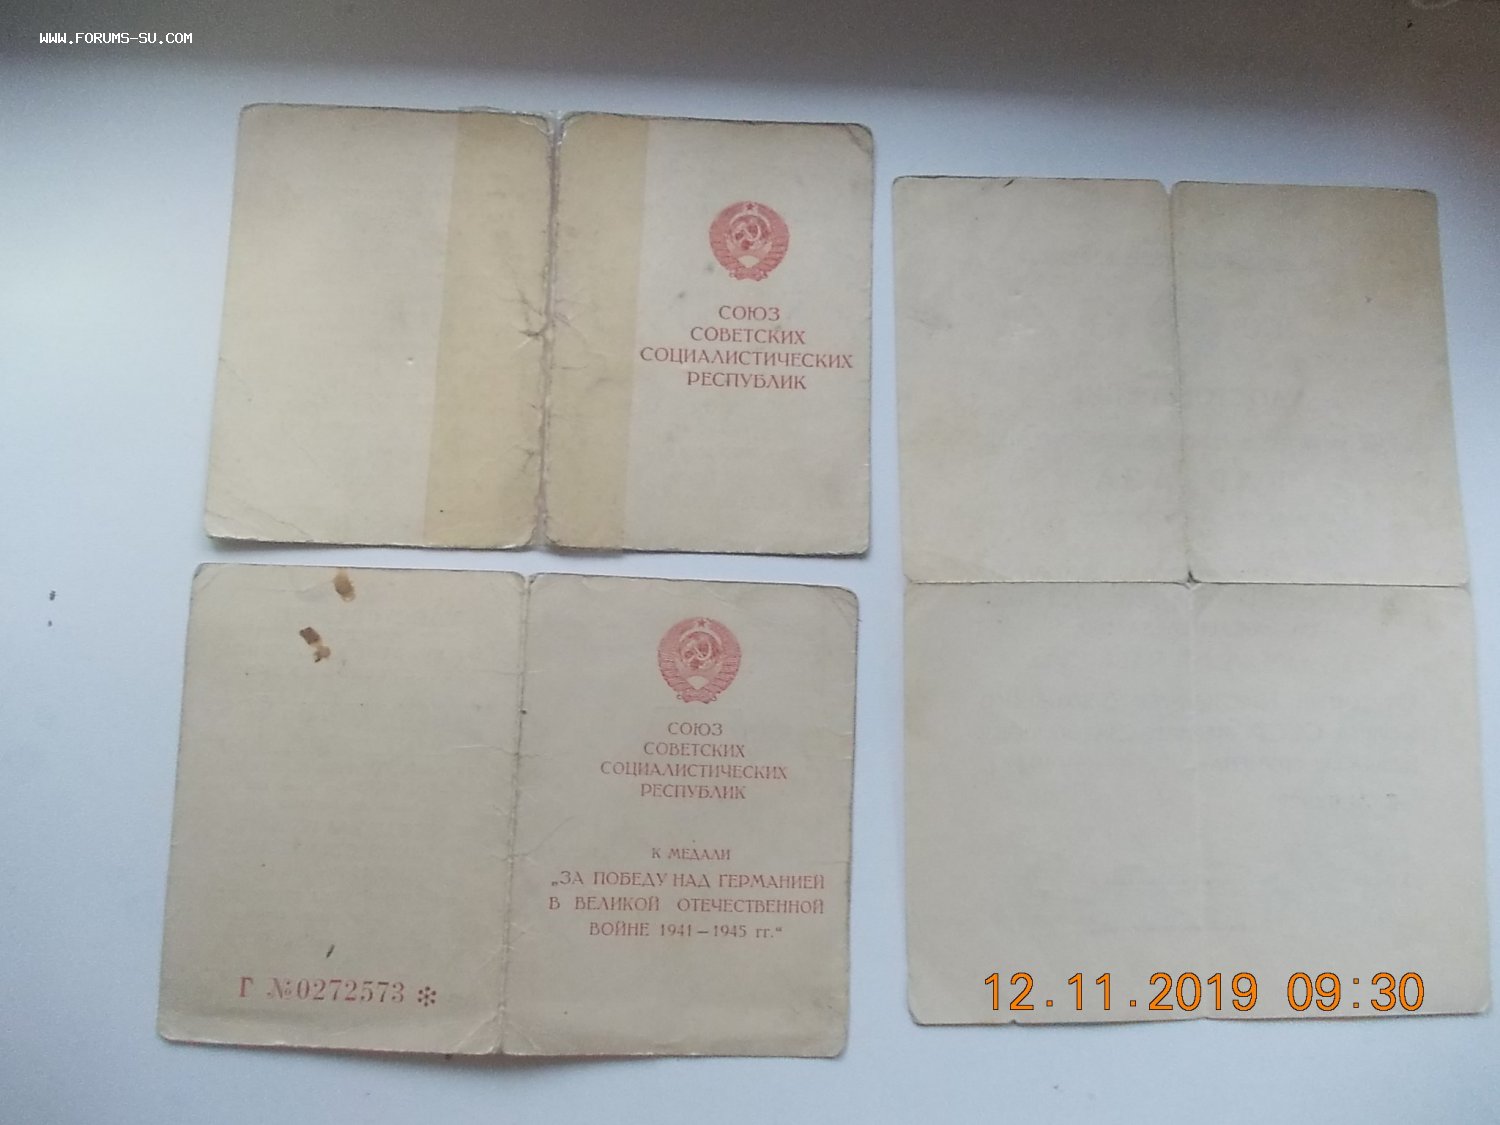 WWW.FORUMS-SU.COM
СОЮЗ
СОВЕТСКИХ
СОЦИАЛИСТИЧЕСКИХ
РЕСПУБЛИК
СОЮЗ
СОВЕТСКИХ
СОЦИАЛИСТИЧЕСКИХ
РЕСПУБЛИК
К МЕДАЛИ
„ЗА ПОБЕДУ НАД ГЕРМАНИЕЙ
В ВЕЛИКОЙ ОТЕЧЕСТВЕННОЙ
ВОЙНЕ 1941–1945 гг.“
Г №0272573
12.11.2019 09:30